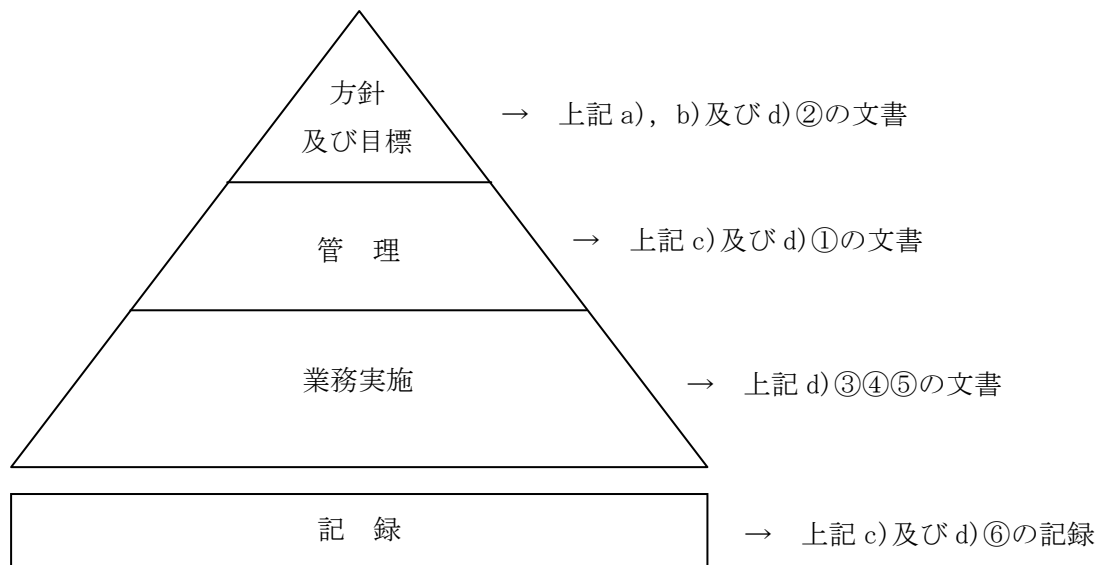 方針
及び目標
→ 上記 a), b)及び d)②の文書
管 理
→ 上記 c)及び d)①の文書
業務実施
→ 上記 d)③④⑤の文書
記 録
→ 上記 c)及び d)⑥の記録